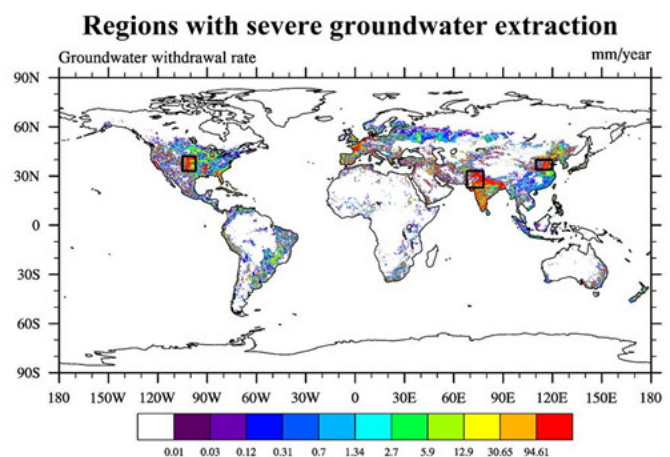 Regions with severe groundwater extraction
Groundwater withdrawal rate mm/year
90N
60N
30N
0
30S
60S
90S
180 150W 120W 90W 60W 30W 0 30E 60E 90E 120E 150E 180
0.01 0.03 0.12 0.31 0.7 1.34 2.7 5.9 12.9 30.65 94.61